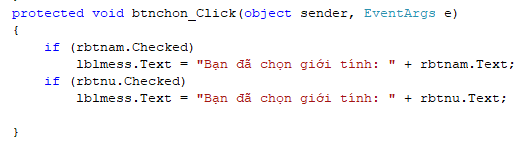 protected void btnchon_Click(object sender, EventArgs e)
{
    if (rbtnam.Checked)
        lblmess.Text = "Bạn đã chọn giới tính: " + rbtnam.Text;
    if (rbtnu.Checked)
        lblmess.Text = "Bạn đã chọn giới tính: " + rbtnu.Text;
}